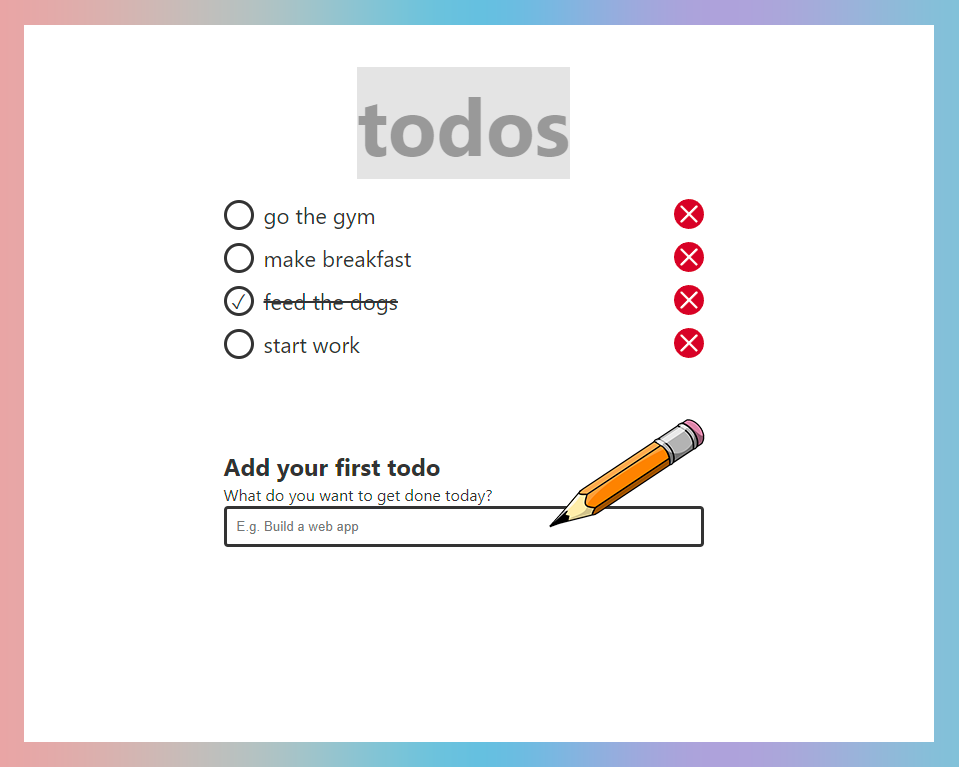 todos
go the gym
make breakfast
feed the dogs
start work
Add your first todo
What do you want to get done today?
E.g. Build a web app